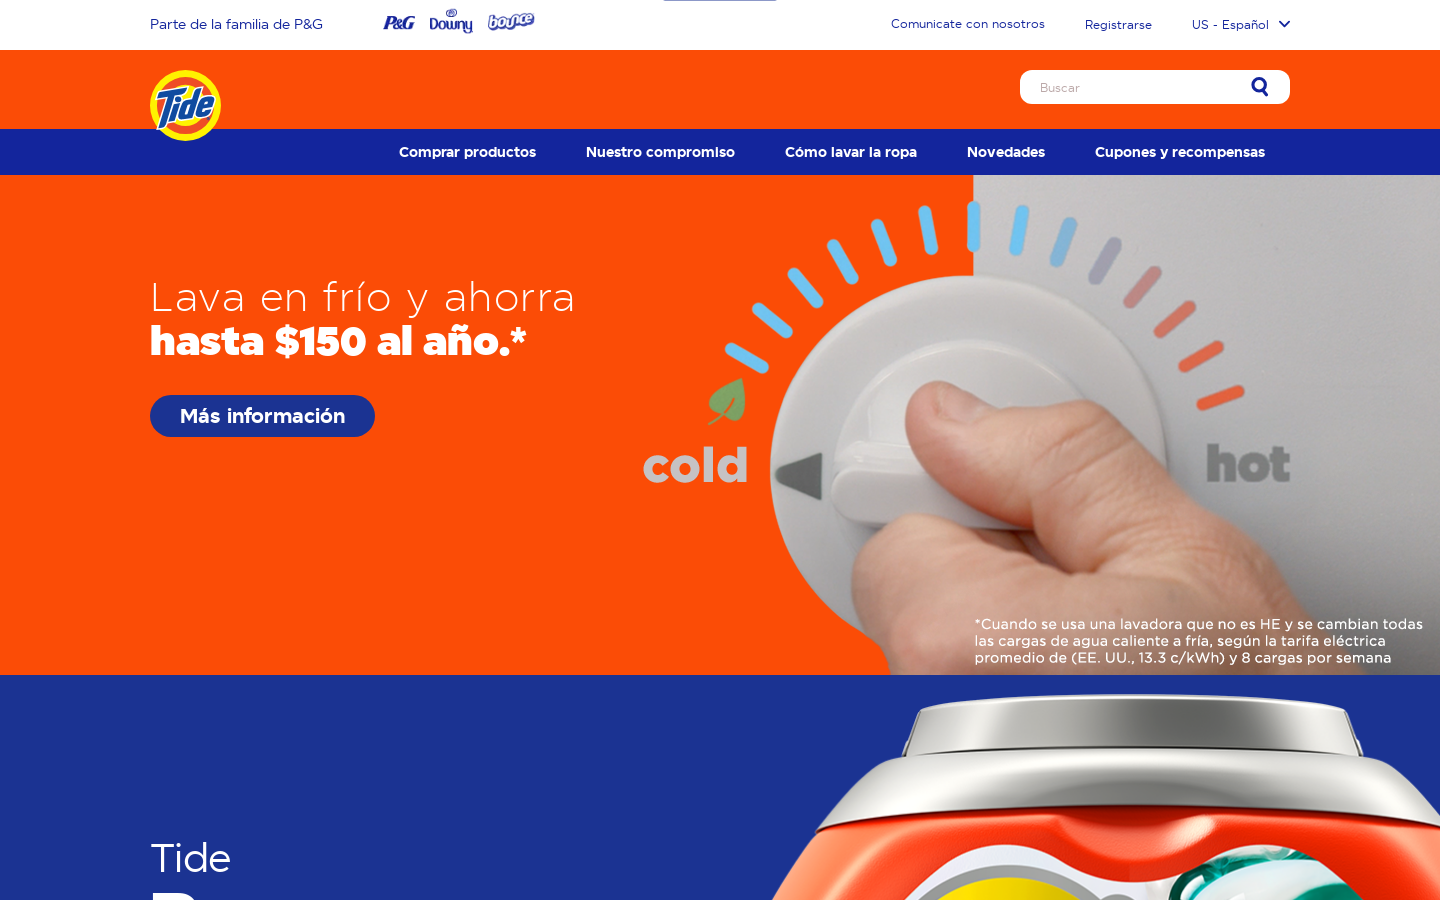 Parte de la familia de P&G
P&G
Downy
bounce
Comunicate con nosotros
Registrarse
US - Español
Tide
Buscar
Comprar productos
Nuestro compromiso
Cómo lavar la ropa
Novedades
Cupones y recompensas
Lava en frío y ahorra
hasta $150 al año.*
Más información
cold
hot
*Cuando se usa una lavadora que no es HE y se cambian todas
las cargas de agua caliente a fría, según la tarifa eléctrica
promedio de (EE. UU., 13.3 c/kWh) y 8 cargas por semana
Tide